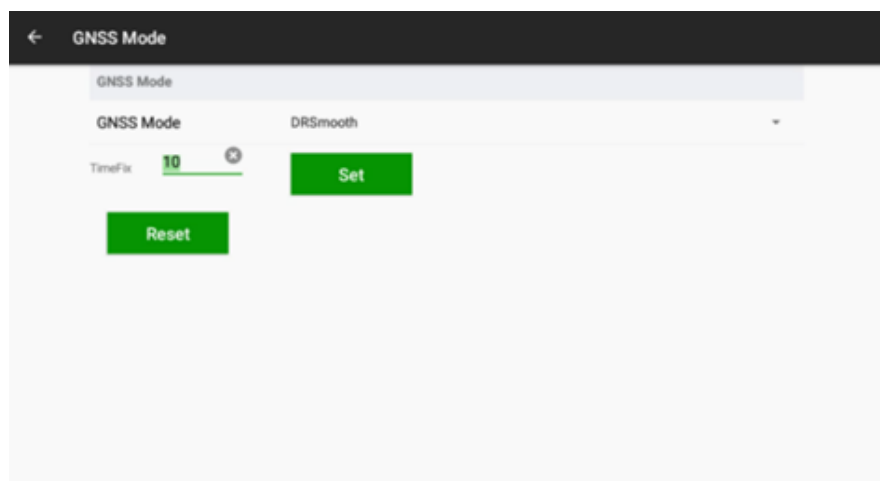 GNSS Mode
GNSS Mode
GNSS Mode DRSmooth
TimeFix 10 Set
Reset